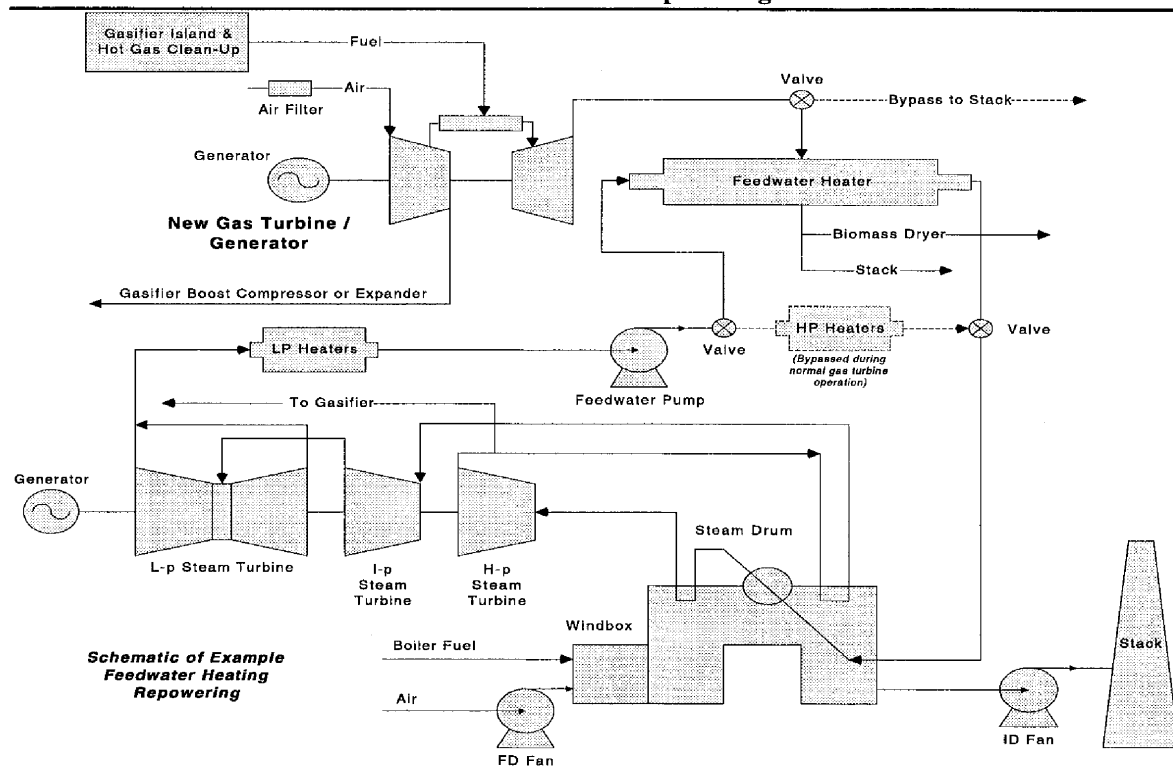 Gasifier Island &
Hot Gas Clean-Up
Fuel
Air
Air Filter
Valve
Bypass to Stack
Generator
Feedwater Heater
New Gas Turbine /
Generator
Biomass Dryer
Stack
Gasifier Boost Compressor or Expander
LP Heaters
HP Heaters
Valve
Valve
(Bypassed during
normal gas turbine
operation)
Feedwater Pump
To Gasifier
Generator
Steam Drum
L-p Steam Turbine
I-p
Steam
Turbine
H-p
Steam
Turbine
Windbox
Stack
Boiler Fuel
Schematic of Example
Feedwater Heating
Repowering
Air
FD Fan
ID Fan